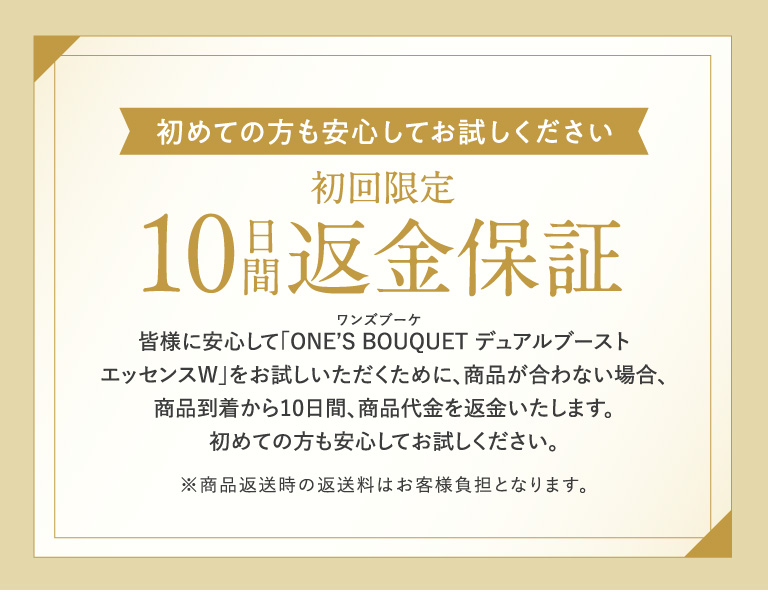 初めての方も安心してお試しください
初回限定
10日間返金保証
ワンズブーケ
皆様に安心して「ONE’S BOUQUET デュアルブースト
エッセンスW」をお試しいただくために、商品が合わない場合、
商品到着から10日間、商品代金を返金いたします。
初めての方も安心してお試しください。
※商品返送時の返送料はお客様負担となります。